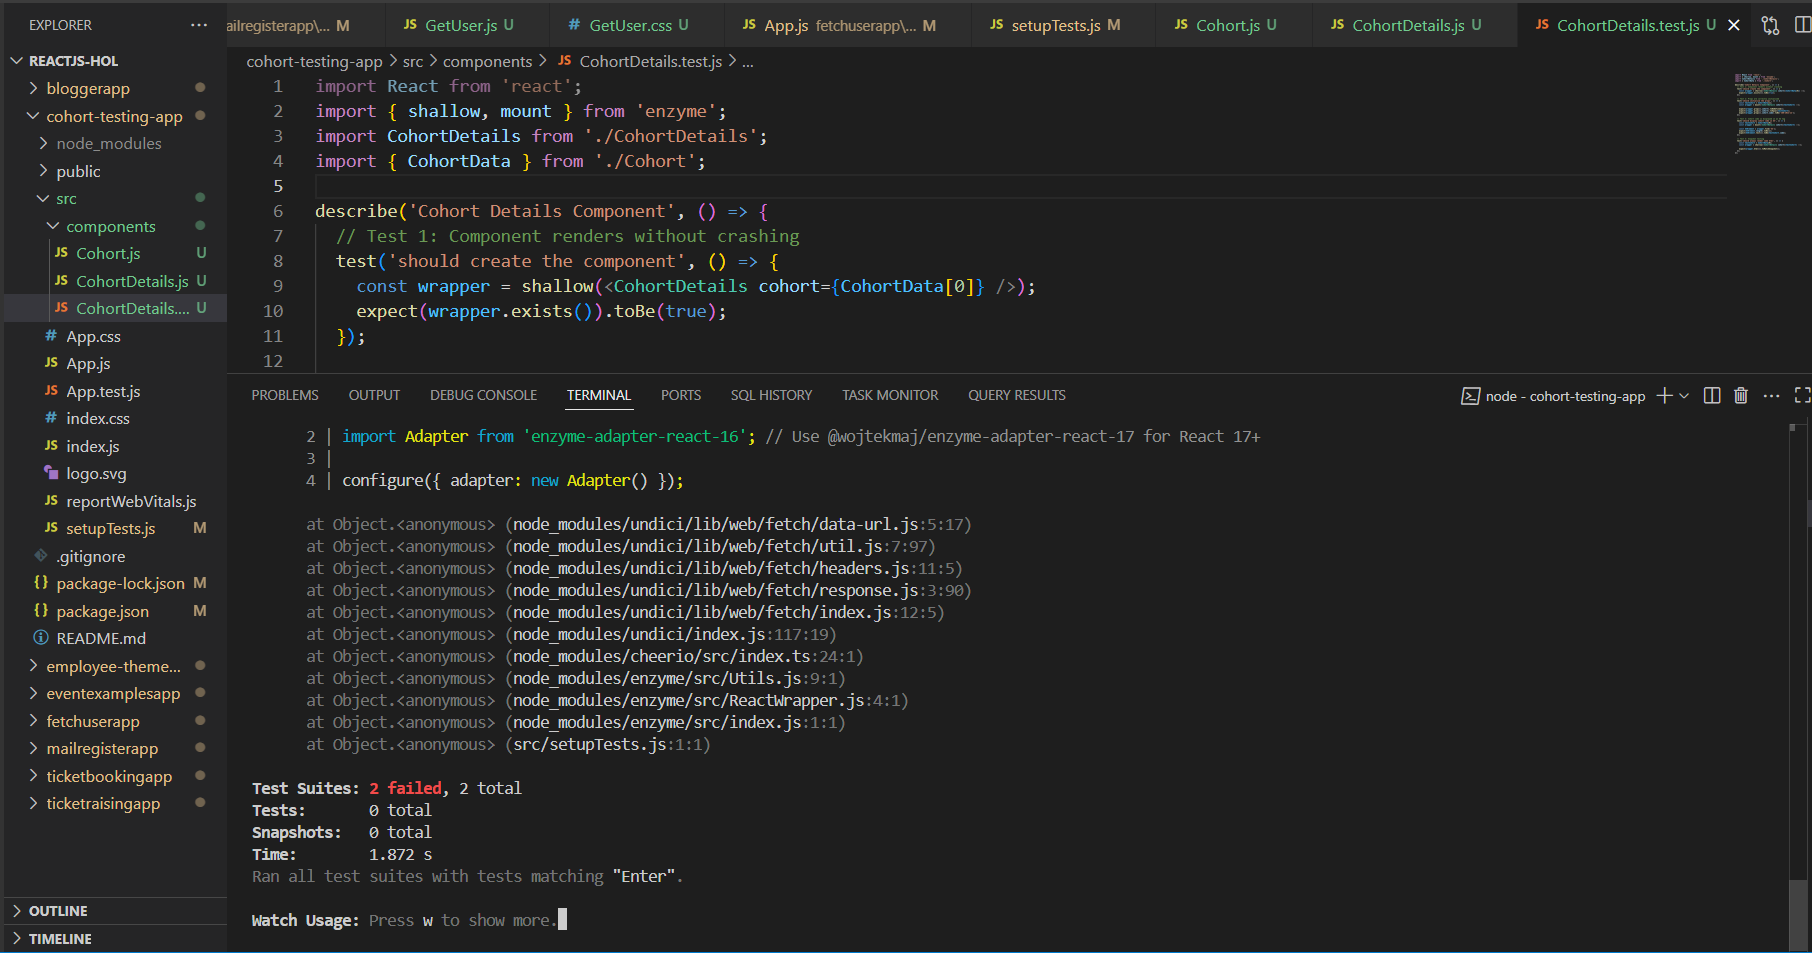 EXPLORER
REACTJS-HOL
bloggerapp
cohort-testing-app
node_modules
public
src
components
JS Cohort.js U
JS CohortDetails.js U
JS CohortDetails.... U
# App.css
JS App.js
JS App.test.js
# index.css
JS index.js
logo.svg
JS reportWebVitals.js
JS setupTests.js M
.gitignore
{} package-lock.json M
{} package.json M
README.md
employee-theme...
eventexamplesapp
fetchuserapp
mailregisterapp
ticketbookingapp
ticketraisingapp
OUTLINE
TIMELINE
ailregisterapp\... M JS GetUser.js U # GetUser.css U JS App.js fetchuserapp\... M JS setupTests.js M JS Cohort.js U JS CohortDetails.js U JS CohortDetails.test.js U
cohort-testing-app > src > components > JS CohortDetails.test.js > ...
1 import React from 'react';
2 import { shallow, mount } from 'enzyme';
3 import CohortDetails from './CohortDetails';
4 import { CohortData } from './Cohort';
5
6 describe('Cohort Details Component', () => {
7 // Test 1: Component renders without crashing
8 test('should create the component', () => {
9 const wrapper = shallow(<CohortDetails cohort={CohortData[0]} />);
10 expect(wrapper.exists()).toBe(true);
11 });
12
PROBLEMS OUTPUT DEBUG CONSOLE TERMINAL PORTS SQL HISTORY TASK MONITOR QUERY RESULTS node - cohort-testing-app
2 | import Adapter from 'enzyme-adapter-react-16'; // Use @wojtekmaj/enzyme-adapter-react-17 for React 17+
3 |
4 | configure({ adapter: new Adapter() });
at Object.<anonymous> (node_modules/undici/lib/web/fetch/data-url.js:5:17)
at Object.<anonymous> (node_modules/undici/lib/web/fetch/util.js:7:97)
at Object.<anonymous> (node_modules/undici/lib/web/fetch/headers.js:11:5)
at Object.<anonymous> (node_modules/undici/lib/web/fetch/response.js:3:90)
at Object.<anonymous> (node_modules/undici/lib/web/fetch/index.js:12:5)
at Object.<anonymous> (node_modules/undici/index.js:117:19)
at Object.<anonymous> (node_modules/cheerio/src/index.ts:24:1)
at Object.<anonymous> (node_modules/enzyme/src/Utils.js:9:1)
at Object.<anonymous> (node_modules/enzyme/src/ReactWrapper.js:4:1)
at Object.<anonymous> (node_modules/enzyme/src/index.js:1:1)
at Object.<anonymous> (src/setupTests.js:1:1)
Test Suites: 2 failed, 2 total
Tests: 0 total
Snapshots: 0 total
Time: 1.872 s
Ran all test suites with tests matching "Enter".
Watch Usage: Press w to show more.